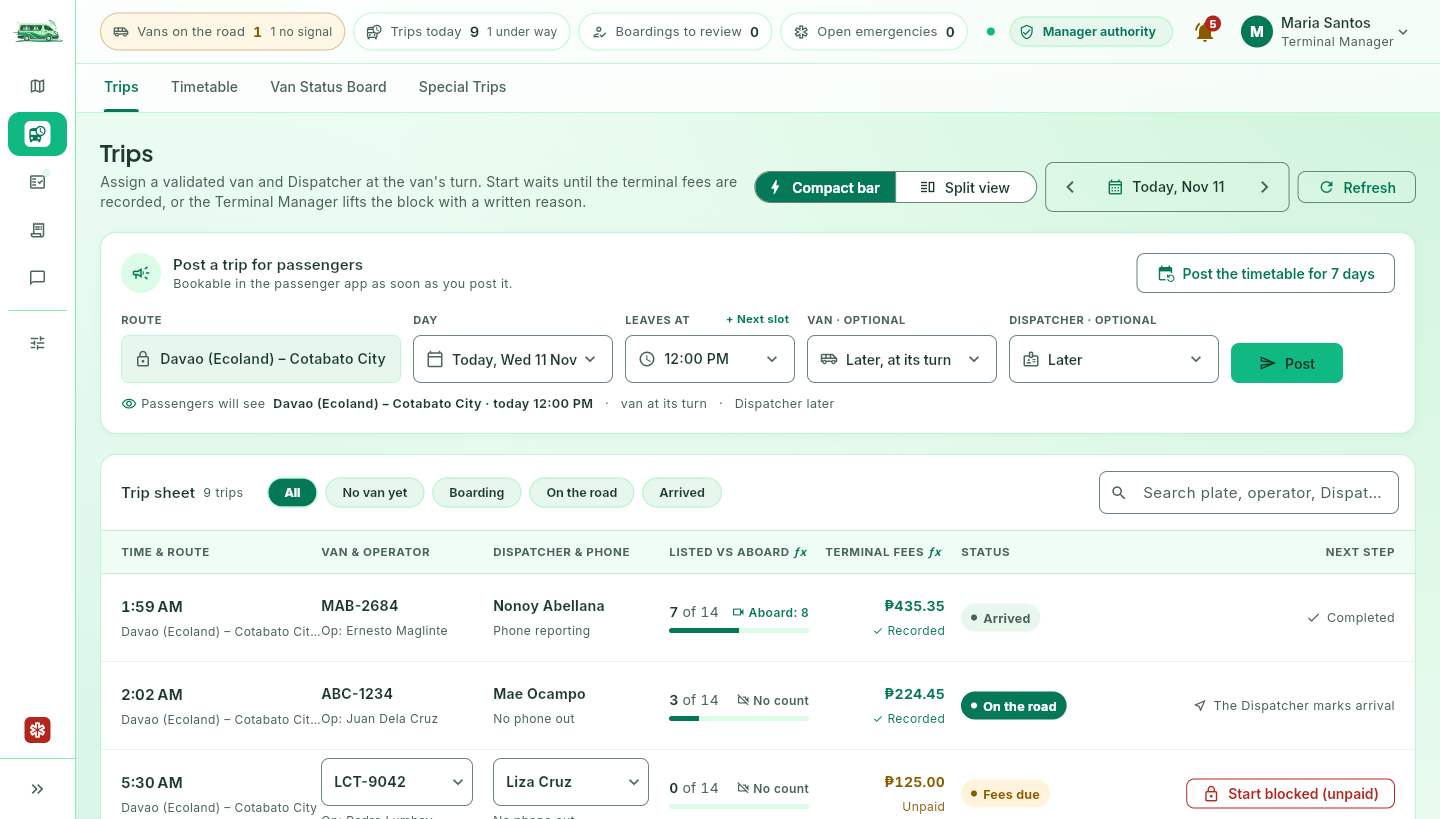 Vans on the road 1 1 no signal
Trips today 9 1 under way
Boardings to review 0
Open emergencies 0
Manager authority
5
M
Maria Santos
Terminal Manager
Trips
Timetable
Van Status Board
Special Trips
Trips
Assign a validated van and Dispatcher at the van's turn. Start waits until the terminal fees are
recorded, or the Terminal Manager lifts the block with a written reason.
Compact bar
Split view
Today, Nov 11
Refresh
Post a trip for passengers
Bookable in the passenger app as soon as you post it.
Post the timetable for 7 days
ROUTE
DAY
LEAVES AT
+ Next slot
VAN · OPTIONAL
DISPATCHER · OPTIONAL
Davao (Ecoland) – Cotabato City
Today, Wed 11 Nov
12:00 PM
Later, at its turn
Later
Post
Passengers will see Davao (Ecoland) – Cotabato City · today 12:00 PM · van at its turn · Dispatcher later
Trip sheet 9 trips
All
No van yet
Boarding
On the road
Arrived
Search plate, operator, Dispat...
TIME & ROUTE
VAN & OPERATOR
DISPATCHER & PHONE
LISTED VS ABOARD ƒx
TERMINAL FEES ƒx
STATUS
NEXT STEP
1:59 AM
Davao (Ecoland) – Cotabato Cit...
MAB-2684
Op: Ernesto Maglinte
Nonoy Abellana
Phone reporting
7 of 14
Aboard: 8
₱435.35
Recorded
Arrived
Completed
2:02 AM
Davao (Ecoland) – Cotabato Cit...
ABC-1234
Op: Juan Dela Cruz
Mae Ocampo
No phone out
3 of 14
No count
₱224.45
Recorded
On the road
The Dispatcher marks arrival
5:30 AM
Davao (Ecoland) – Cotabato City
LCT-9042
Liza Cruz
0 of 14
No count
₱125.00
Unpaid
Fees due
Start blocked (unpaid)